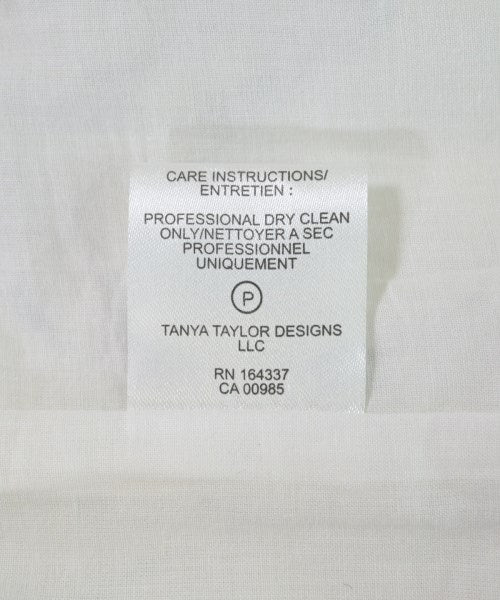 CARE INSTRUCTIONS/
ENTRETIEN :
PROFESSIONAL DRY CLEAN
ONLY/NETTOYER A SEC
PROFESSIONNEL
UNIQUEMENT
P
TANYA TAYLOR DESIGNS
LLC
RN 164337
CA 00985